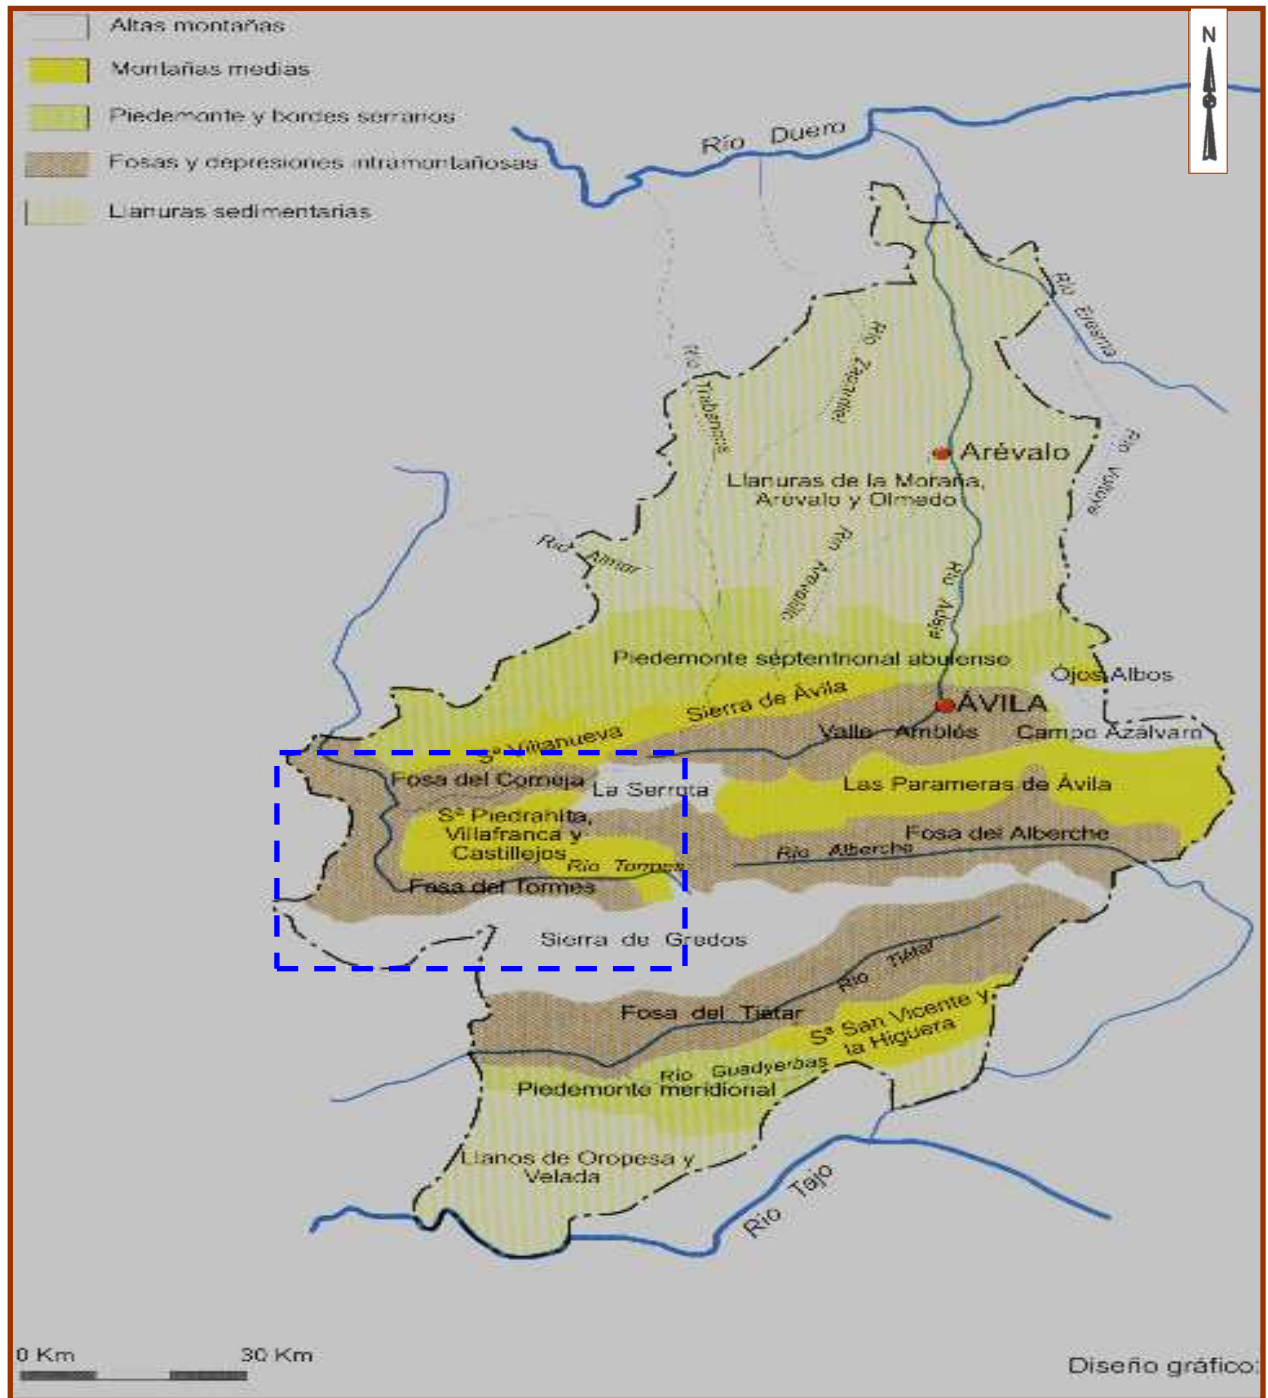 Altas montañas
Montañas medias
Piedemonte y bordes serranos
Fosas y depresiones intramontañosas
Llanuras sedimentarias
N
Río Duero
Río Eresma
Río Zapardiel
Río Trabancos
Río Voltoya
Arévalo
Llanuras de la Moraña,
Arévalo y Olmedo
Río Almar
Río Arevalillo
Río Adaja
Piedemonte septentrional abulense
Ojos Albos
Sierra de Ávila
ÁVILA
Sª Villanueva
Valle Amblés
Campo Azálvaro
Fosa del Corneja
La Serrota
Las Parameras de Ávila
Sª Piedrahita,
Villafranca y
Castillejos
Fosa del Alberche
Río Alberche
Río Tormes
Fosa del Tormes
Sierra de Gredos
Río Tiétar
Fosa del Tiétar
Sª San Vicente y
la Higuera
Río Guadyerbas
Piedemonte meridional
Llanos de Oropesa y
Velada
Río Tajo
0 Km
30 Km
Diseño gráfico: